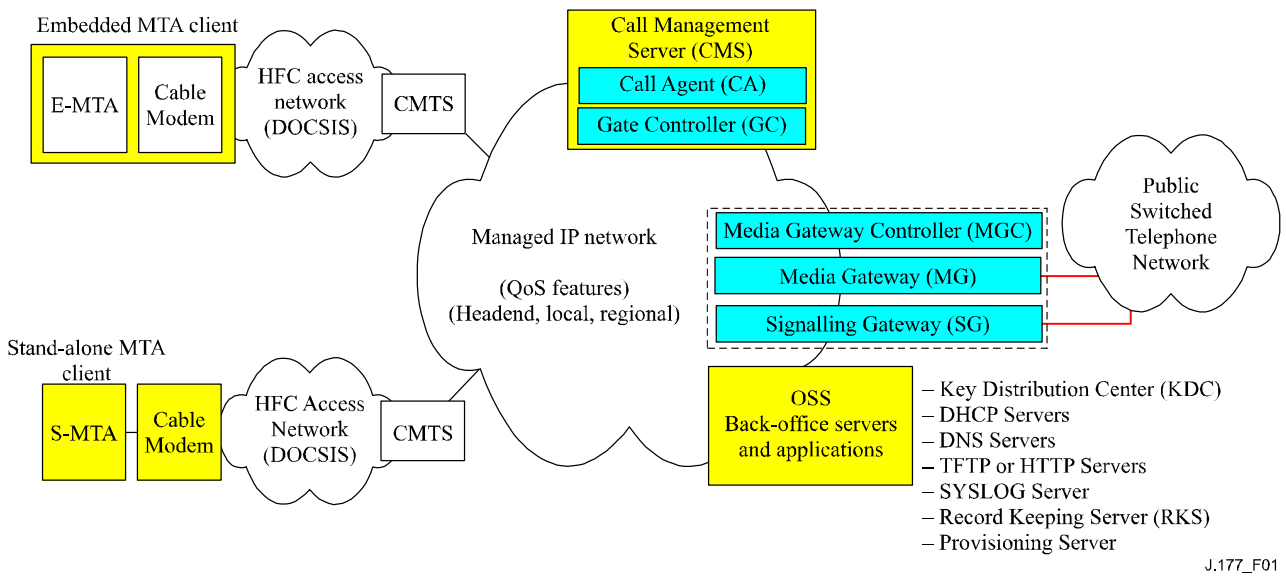 Embedded MTA client
E-MTA
Cable
Modem
HFC access
network
(DOCSIS)
CMTS
Call Management
Server (CMS)
Call Agent (CA)
Gate Controller (GC)
Managed IP network
(QoS features)
(Headend, local, regional)
Media Gateway Controller (MGC)
Media Gateway (MG)
Signalling Gateway (SG)
Public
Switched
Telephone
Network
Stand-alone MTA
client
S-MTA
Cable
Modem
HFC Access
Network
(DOCSIS)
CMTS
OSS
Back-office servers
and applications
– Key Distribution Center (KDC)
– DHCP Servers
– DNS Servers
– TFTP or HTTP Servers
– SYSLOG Server
– Record Keeping Server (RKS)
– Provisioning Server
J.177_F01